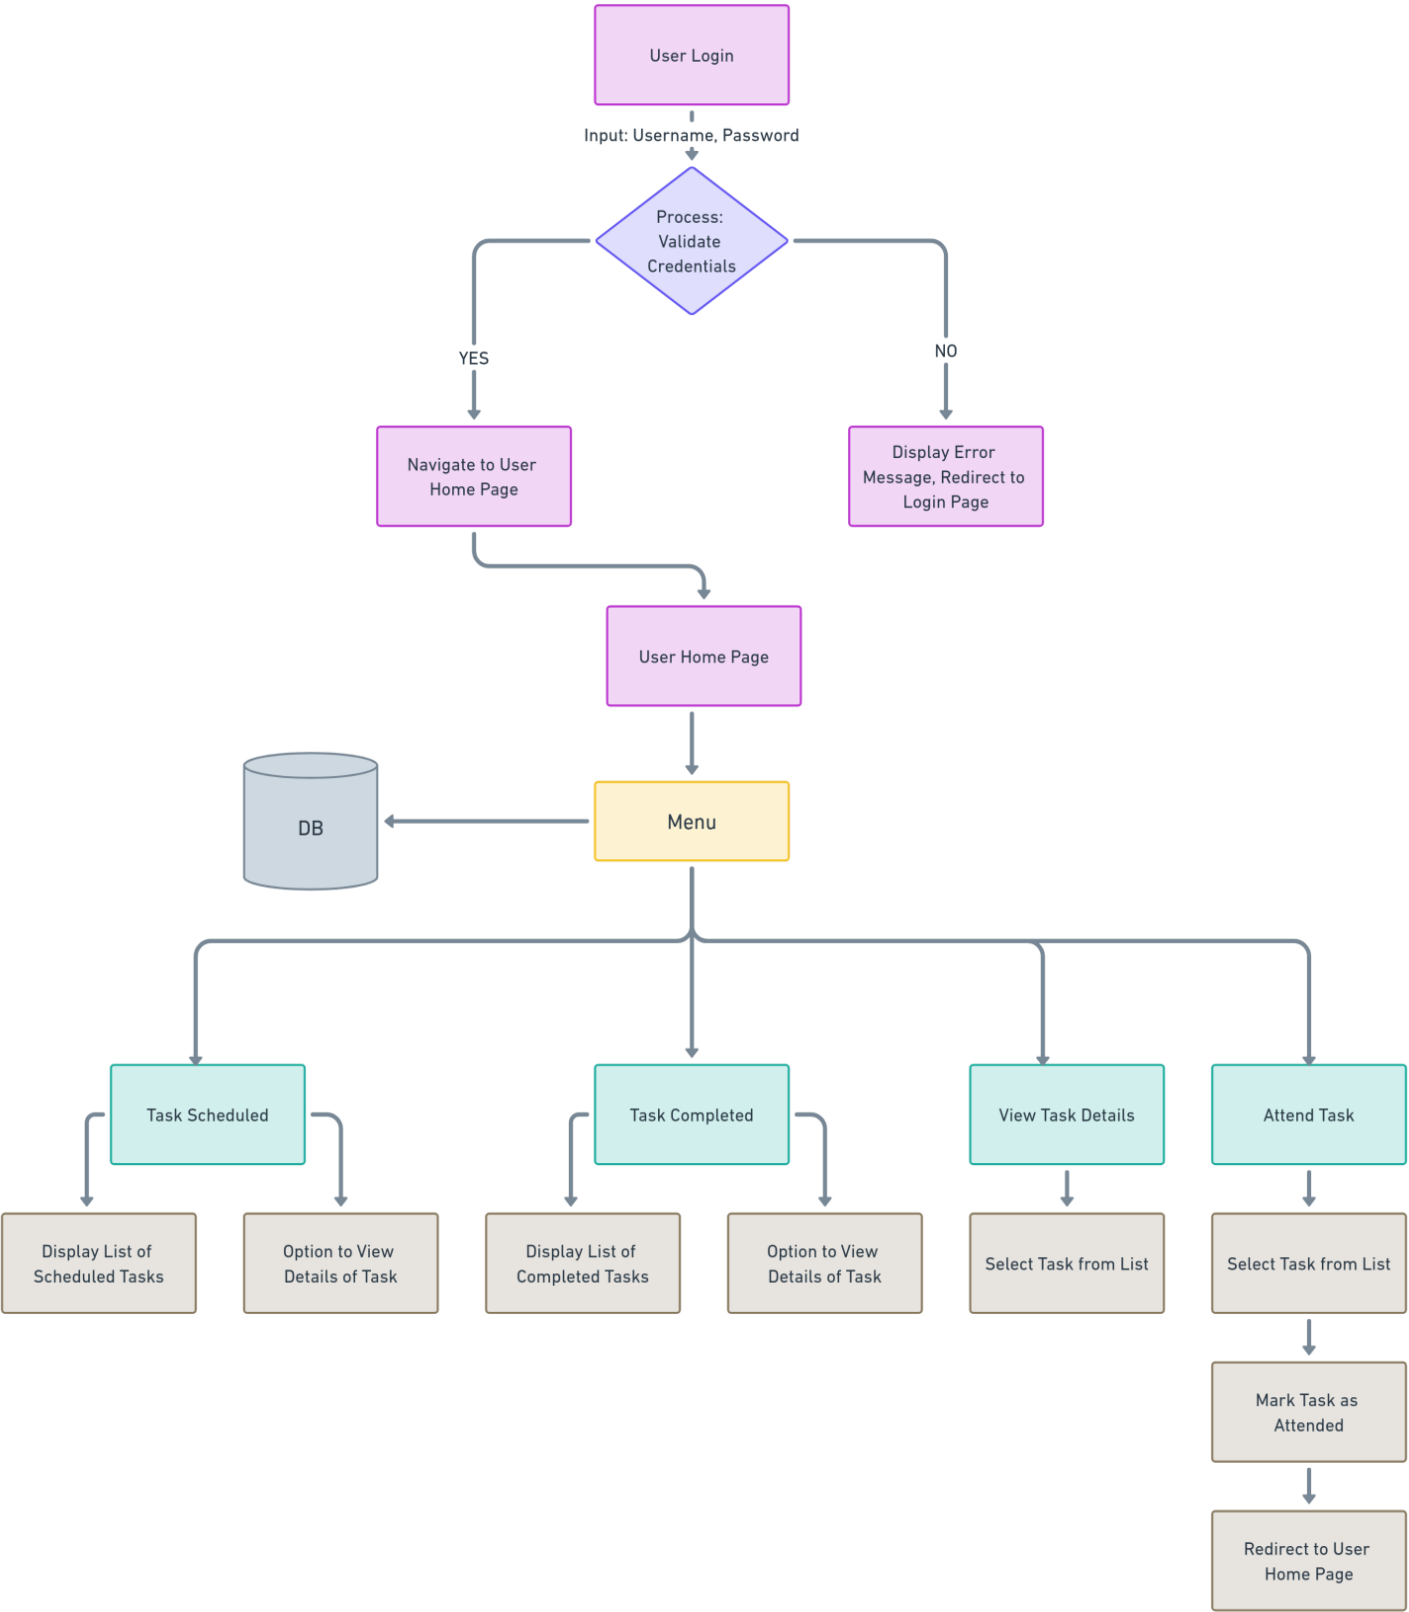 User Login
Input: Username, Password
Process:
Validate
Credentials
YES
NO
Navigate to User
Home Page
Display Error
Message, Redirect to
Login Page
User Home Page
DB
Menu
Task Scheduled
Task Completed
View Task Details
Attend Task
Display List of
Scheduled Tasks
Option to View
Details of Task
Display List of
Completed Tasks
Option to View
Details of Task
Select Task from List
Select Task from List
Mark Task as
Attended
Redirect to User
Home Page